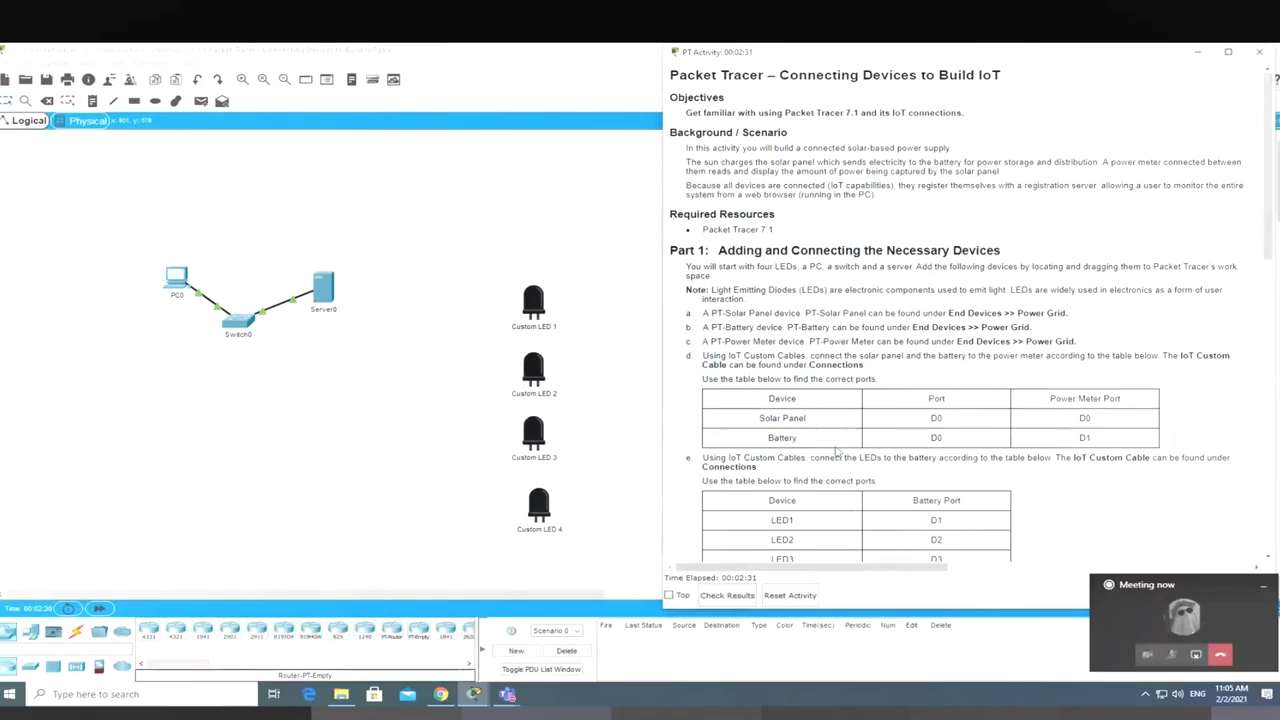 PT Activity: 00:02:31
Logical
Physical
x: 801, y: 578
PC0
Switch0
Server0
Custom LED 1
Custom LED 2
Custom LED 3
Custom LED 4
Packet Tracer – Connecting Devices to Build IoT
Objectives
Get familiar with using Packet Tracer 7.1 and its IoT connections.
Background / Scenario
In this activity you will build a connected solar-based power supply
The sun charges the solar panel which sends electricity to the battery for power storage and distribution. A power meter connected between
them reads and display the amount of power being captured by the solar panel
Because all devices are connected (IoT capabilities), they register themselves with a registration server, allowing a user to monitor the entire
system from a web browser (running in the PC)
Required Resources
• Packet Tracer 7.1
Part 1: Adding and Connecting the Necessary Devices
You will start with four LEDs, a PC, a switch and a server. Add the following devices by locating and dragging them to Packet Tracer's work
space.
Note: Light Emitting Diodes (LEDs) are electronic components used to emit light. LEDs are widely used in electronics as a form of user
interaction.
a. A PT-Solar Panel device. PT-Solar Panel can be found under End Devices >> Power Grid.
b. A PT-Battery device. PT-Battery can be found under End Devices >> Power Grid.
c. A PT-Power Meter device. PT-Power Meter can be found under End Devices >> Power Grid.
d. Using IoT Custom Cables, connect the solar panel and the battery to the power meter according to the table below. The IoT Custom
Cable can be found under Connections.
Use the table below to find the correct ports.
Device Port Power Meter Port
Solar Panel D0 D0
Battery D0 D1
e. Using IoT Custom Cables, connect the LEDs to the battery according to the table below. The IoT Custom Cable can be found under
Connections.
Use the table below to find the correct ports
Device Battery Port
LED1 D1
LED2 D2
LED3 D3
Time Elapsed: 00:02:31
Top Check Results Reset Activity
Meeting now
4331 4321 1941 2901 2911 819IOX 819HGW 829 1240 PT-Router PT-Empty 1841
Router-PT-Empty
Scenario 0
New Delete
Toggle PDU List Window
Fire Last Status Source Destination Type Color Time(sec) Periodic Num Edit Delete
Type here to search
ENG
11:05 AM
2/2/2021